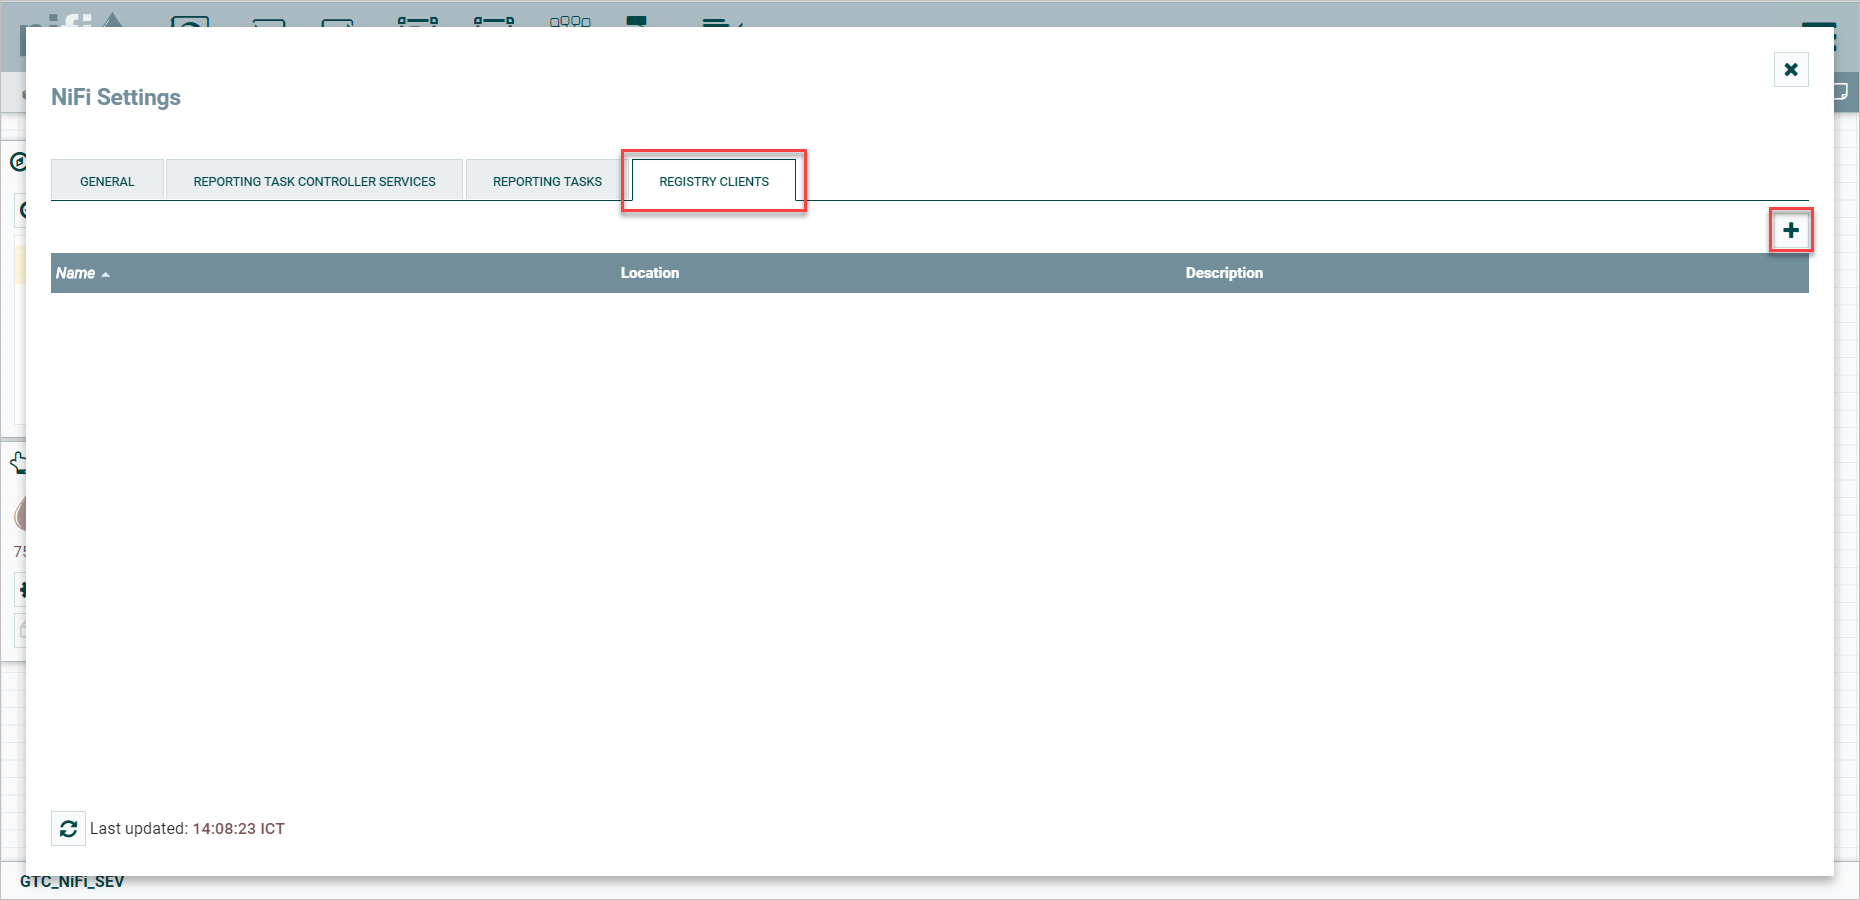 NiFi Settings
GENERAL
REPORTING TASK CONTROLLER SERVICES
REPORTING TASKS
REGISTRY CLIENTS
Name
Location
Description
Last updated: 14:08:23 ICT
GTC_NiFi_SEV